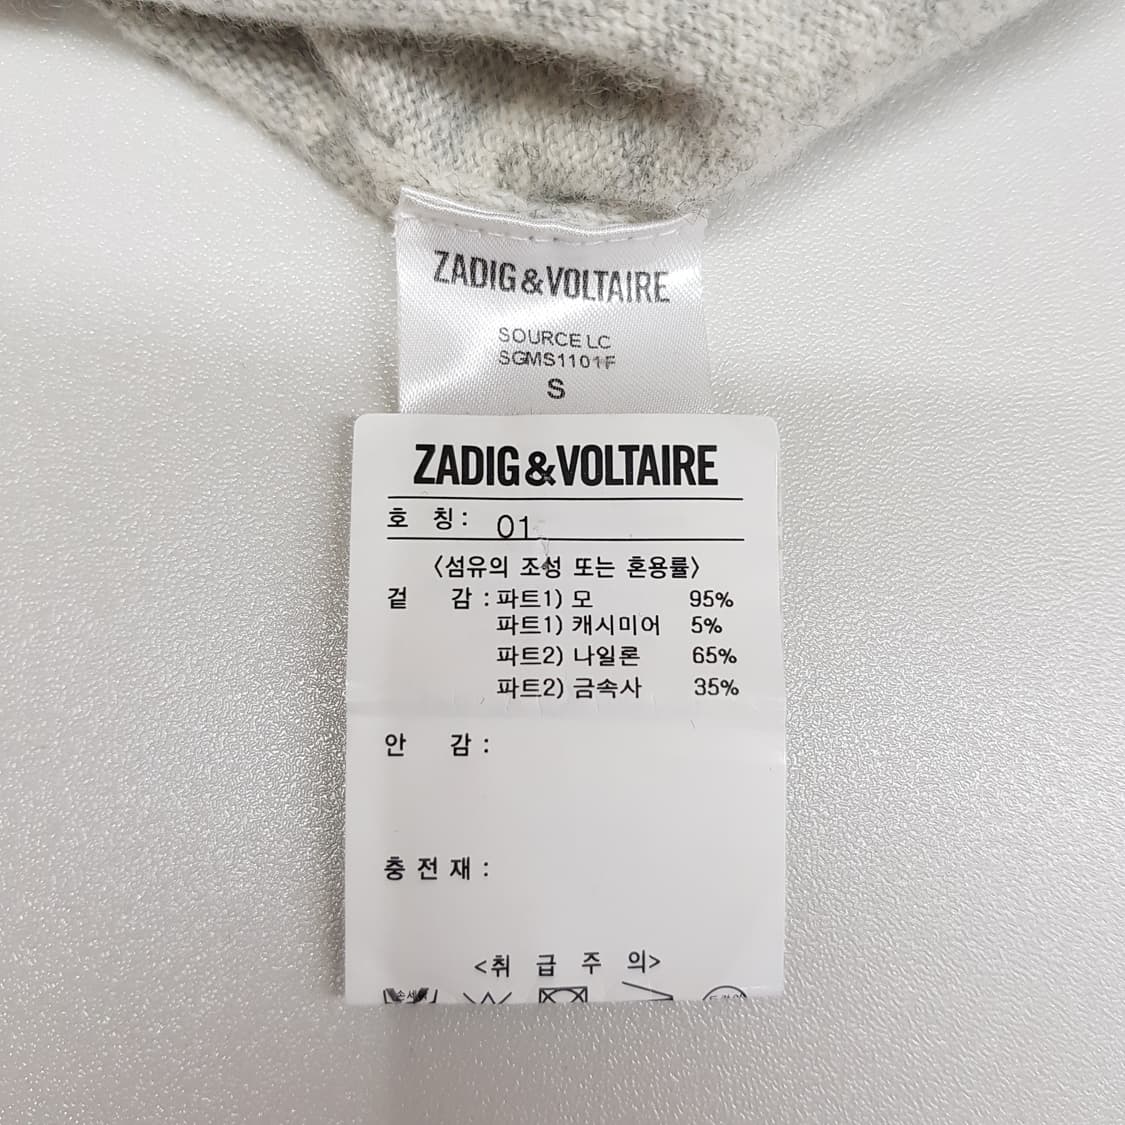 ZADIG&VOLTAIRE
SOURCE LC
SGMS1101F
S
ZADIG&VOLTAIRE
호 칭: 01
<섬유의 조성 또는 혼용률>
겉 감 : 파트1) 모 95%
파트1) 캐시미어 5%
파트2) 나일론 65%
파트2) 금속사 35%
안 감 :
충 전 재 :
<취 급 주 의>
손세